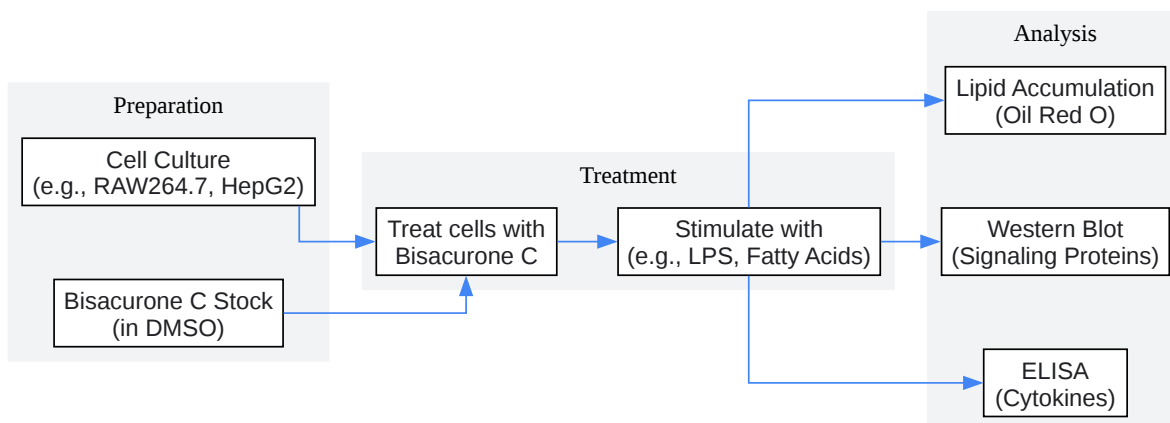 Preparation
Cell Culture
(e.g., RAW264.7, HepG2)
Bisacurone C Stock
(in DMSO)
Treatment
Treat cells with
Bisacurone C
Stimulate with
(e.g., LPS, Fatty Acids)
Analysis
Lipid Accumulation
(Oil Red O)
Western Blot
(Signaling Proteins)
ELISA
(Cytokines)